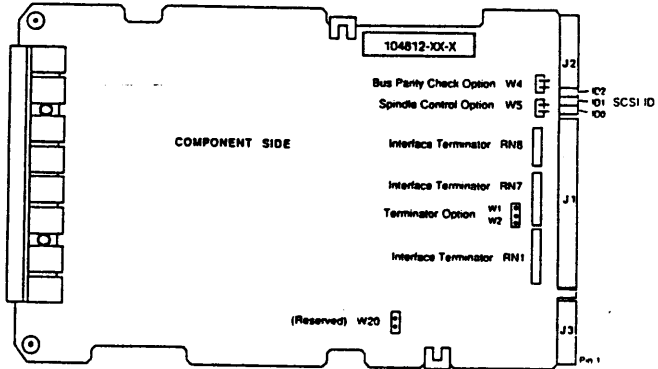 104812-XX-X
J2
Bus Parity Check Option W4
ID2
Spindle Control Option W5
ID1 SCSI ID
ID0
COMPONENT SIDE
Interface Terminator RN8
Interface Terminator RN7
J1
Terminator Option W1
W2
Interface Terminator RN1
(Reserved) W20
J3
Pin 1